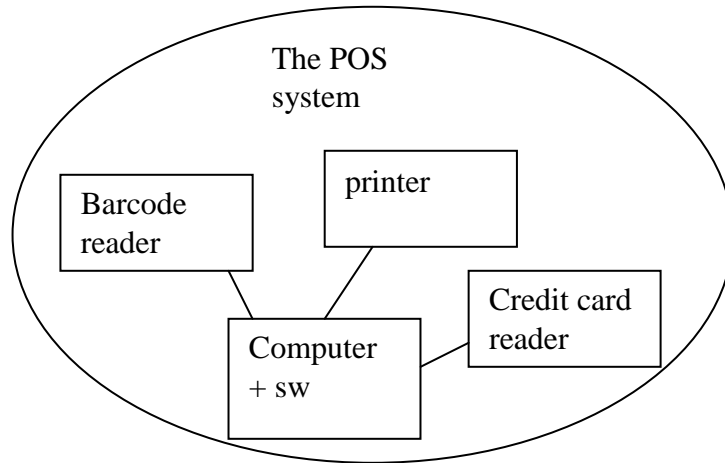 The POS
system
Barcode
reader
printer
Credit card
reader
Computer
+ sw